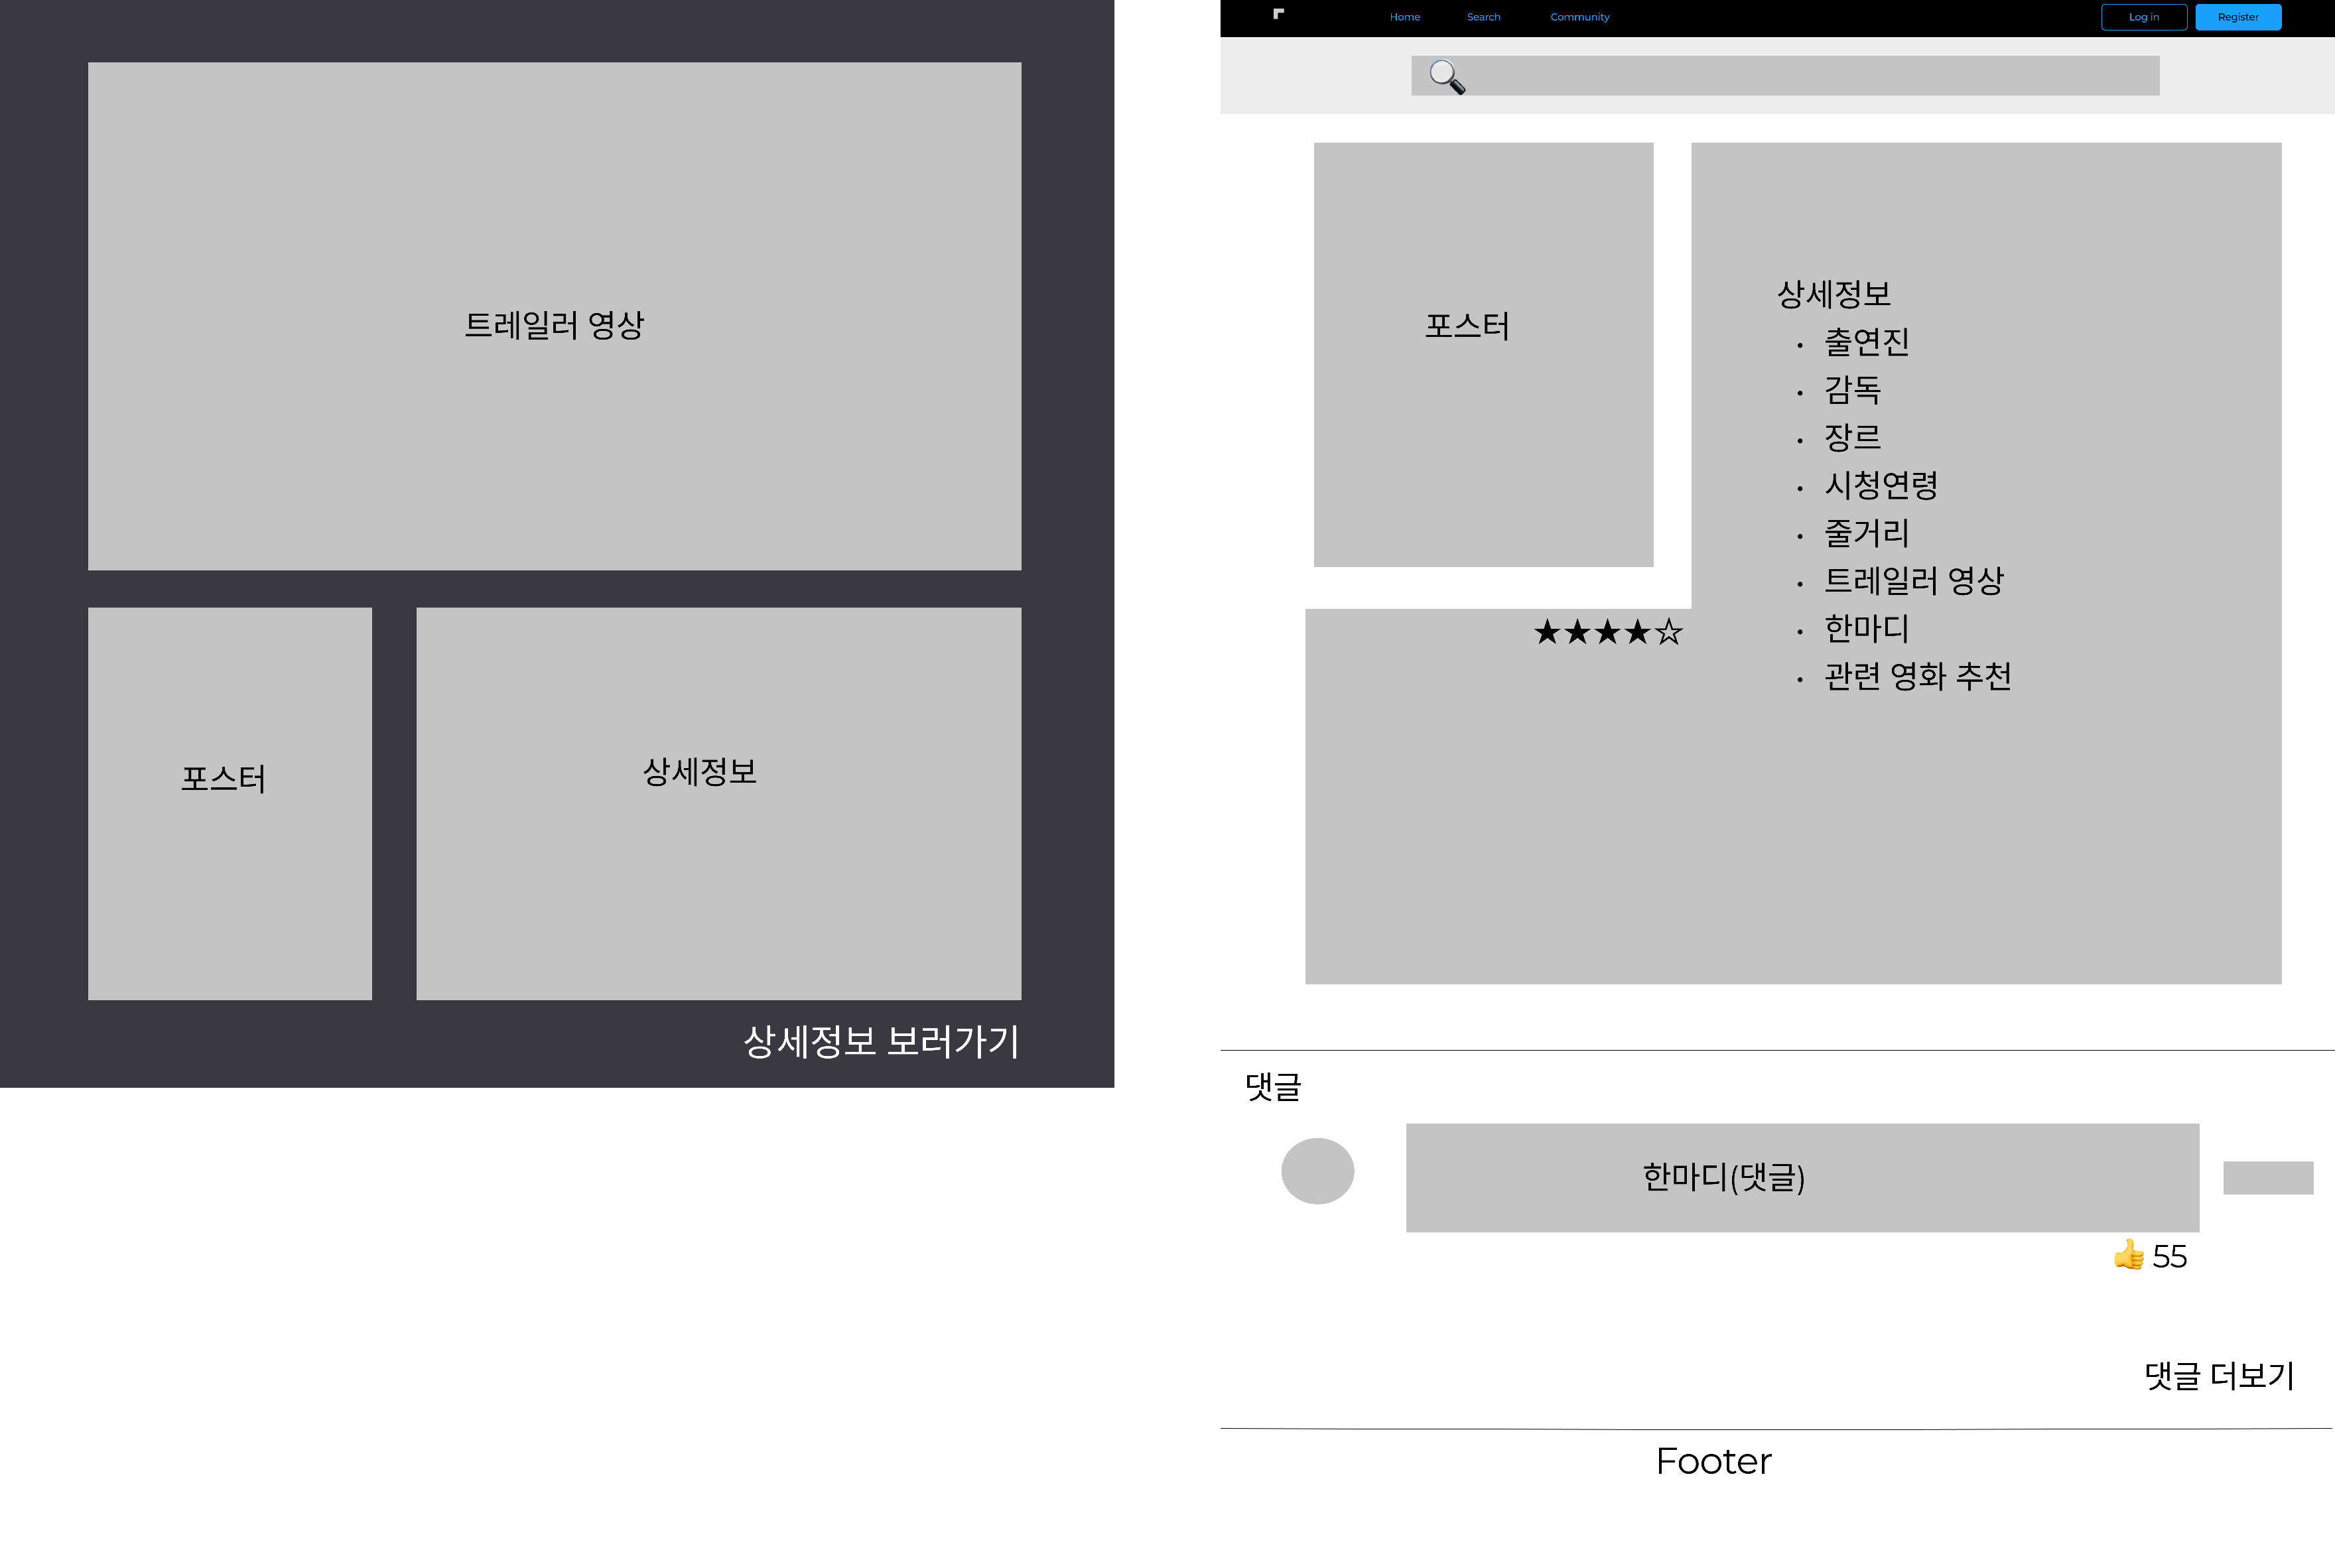 트레일러 영상
포스터
상세정보
상세정보 보러가기
Home Search Community Log in Register
포스터
상세정보
• 출연진
• 감독
• 장르
• 시청연령
• 줄거리
• 트레일러 영상
• 한마디
• 관련 영화 추천
★★★★☆
댓글
한마디(댓글)
👍 55
댓글 더보기
Footer